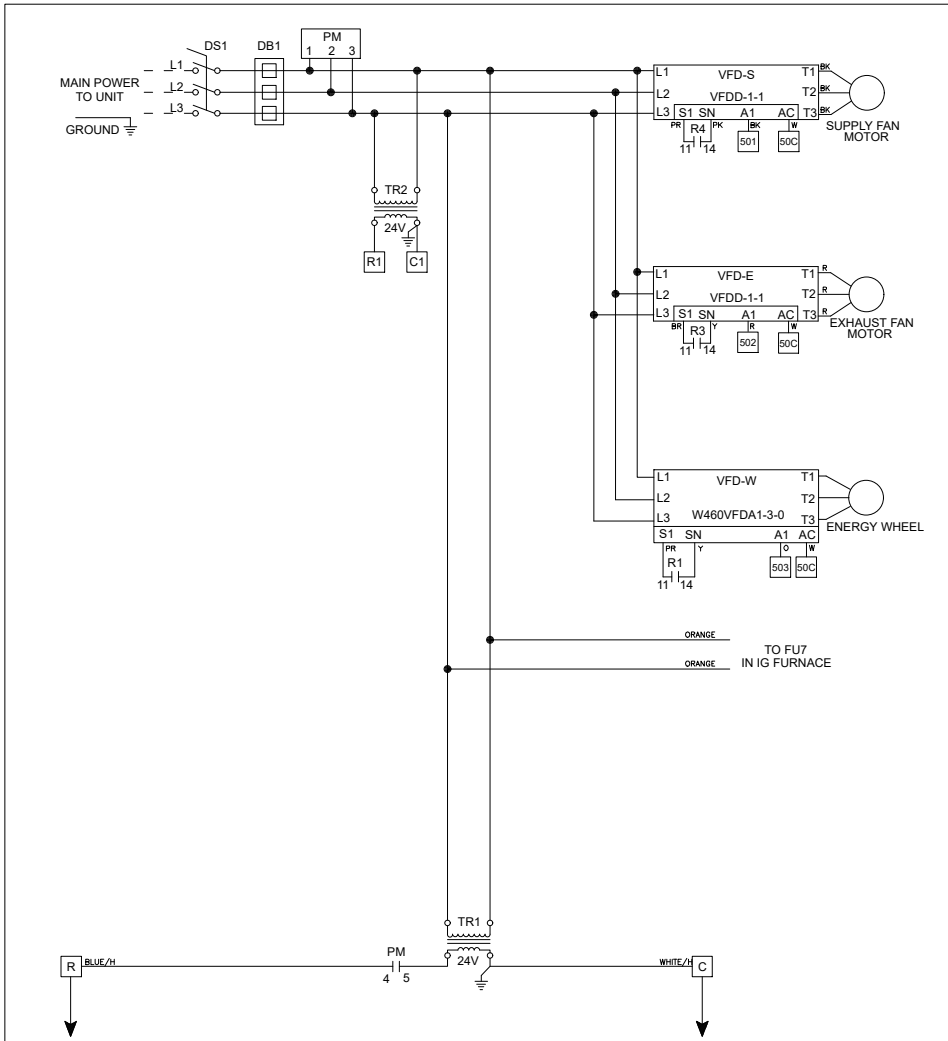 DS1 DB1 PM
1 2 3
MAIN POWER
TO UNIT
L1
L2
L3
GROUND
L1 VFD-S T1 BK
L2 VFDD-1-1 T2 BK
L3 S1 SN A1 AC T3 BK
PR R4 PK BK W
11 14 501 50C
SUPPLY FAN
MOTOR
TR2
24V
R1 C1
L1 VFD-E T1 R
L2 VFDD-1-1 T2 R
L3 S1 SN A1 AC T3 R
BR R3 Y R W
11 14 502 50C
EXHAUST FAN
MOTOR
L1 VFD-W T1
L2 T2
L3 W460VFDA1-3-0 T3
ENERGY WHEEL
S1 SN A1 AC
PR Y O W
R1
11 14 503 50C
ORANGE
ORANGE
TO FU7
IN IG FURNACE
TR1
24V
R BLUE/H PM WHITE/H C
4 5